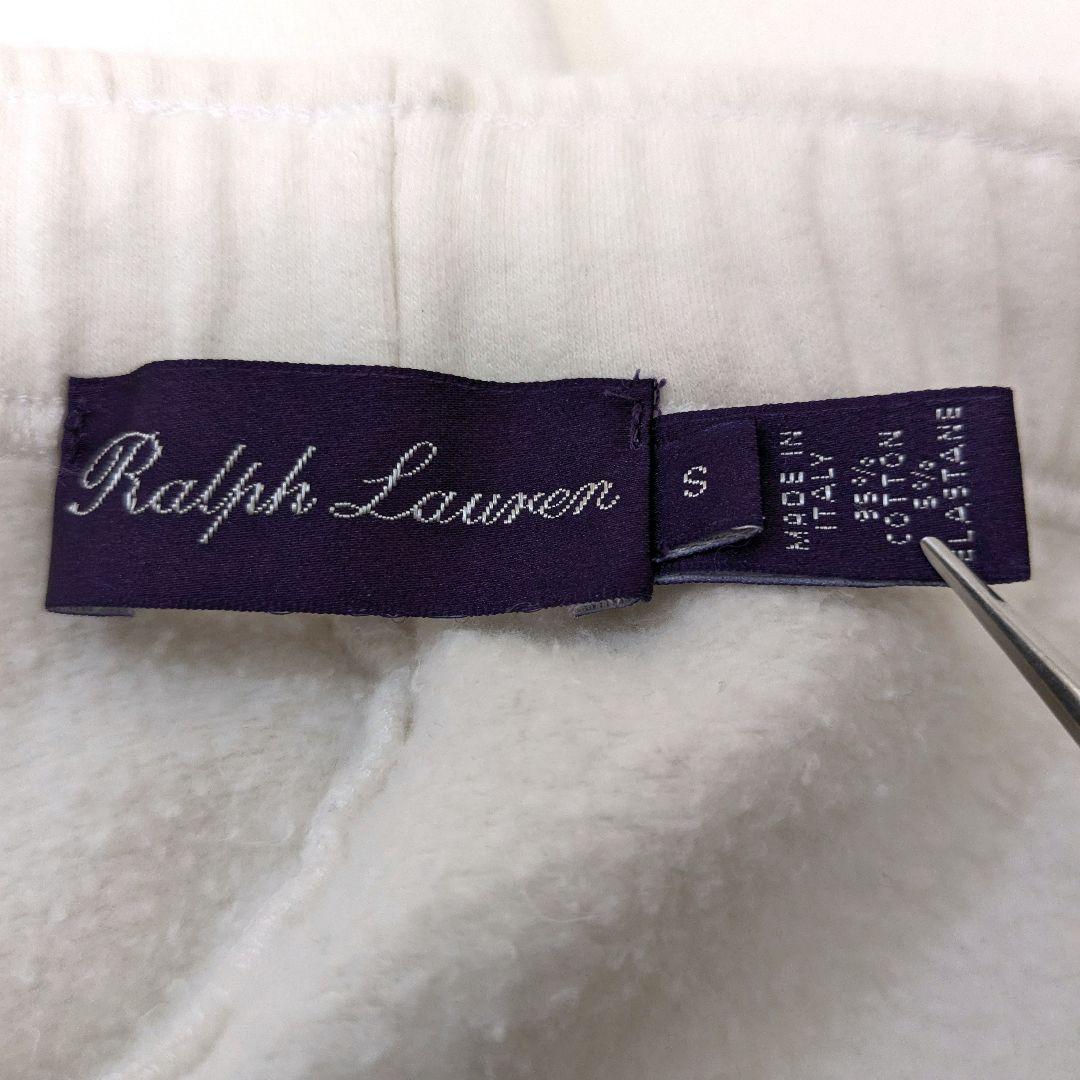 Ralph Lauren
S
MADE IN
ITALY
95%
COTTON
5%
ELASTANE